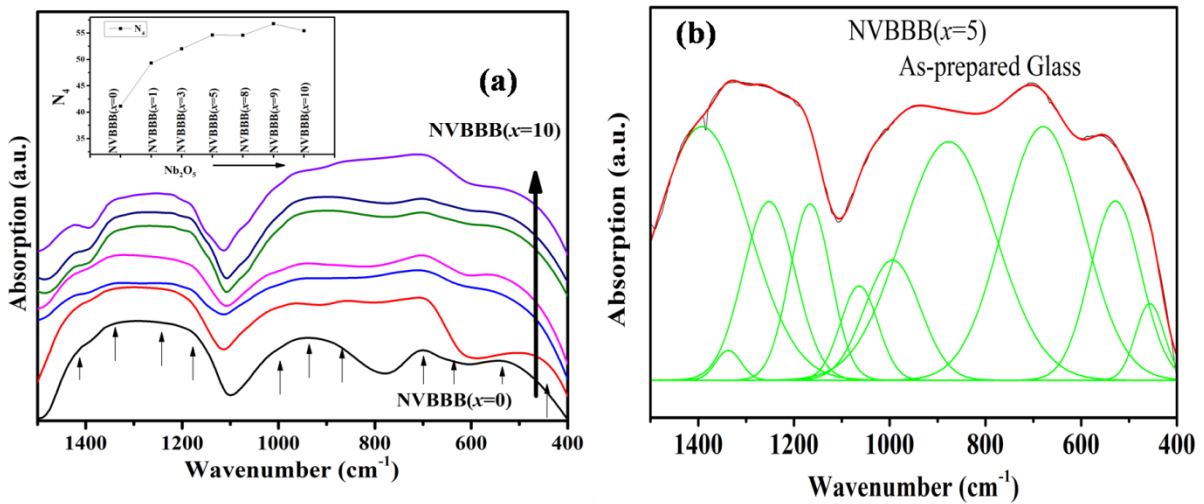 55
50
45
40
35
N₄
N₄
NVBBB(x=0)
NVBBB(x=1)
NVBBB(x=3)
NVBBB(x=5)
NVBBB(x=8)
NVBBB(x=9)
NVBBB(x=10)
Nb₂O₅
(a)
NVBBB(x=10)
NVBBB(x=0)
Absorption (a.u.)
1400 1200 1000 800 600 400
Wavenumber (cm⁻¹)
(b)
NVBBB(x=5)
As-prepared Glass
Absorption (a.u.)
1400 1200 1000 800 600 400
Wavenumber (cm⁻¹)